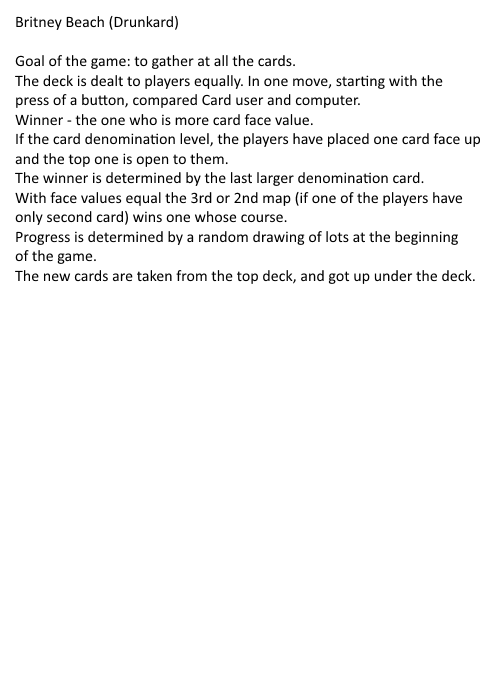 Britney Beach (Drunkard)
Goal of the game: to gather at all the cards.
The deck is dealt to players equally. In one move, starting with the
press of a button, compared Card user and computer.
Winner - the one who is more card face value.
If the card denomination level, the players have placed one card face up
and the top one is open to them.
The winner is determined by the last larger denomination card.
With face values equal the 3rd or 2nd map (if one of the players have
only second card) wins one whose course.
Progress is determined by a random drawing of lots at the beginning
of the game.
The new cards are taken from the top deck, and got up under the deck.